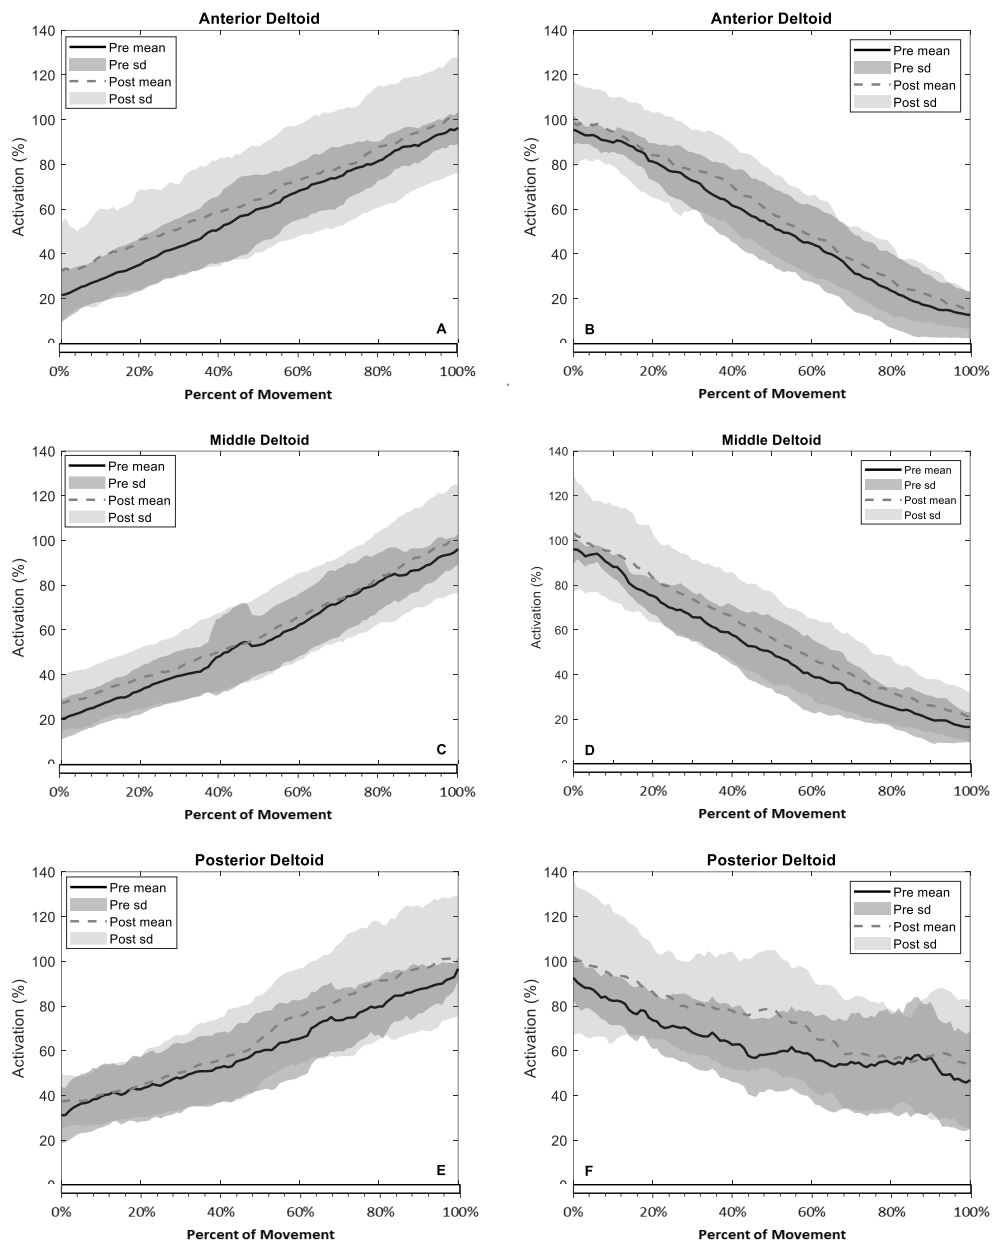 Anterior Deltoid
140
120
100
80
60
40
20
0
Activation (%)
Pre mean
Pre sd
Post mean
Post sd
A
0% 20% 40% 60% 80% 100%
Percent of Movement
Anterior Deltoid
140
120
100
80
60
40
20
0
Activation (%)
Pre mean
Pre sd
Post mean
Post sd
B
0% 20% 40% 60% 80% 100%
Percent of Movement
Middle Deltoid
140
120
100
80
60
40
20
0
Activation (%)
Pre mean
Pre sd
Post mean
Post sd
C
0% 20% 40% 60% 80% 100%
Percent of Movement
Middle Deltoid
140
120
100
80
60
40
20
0
Activation (%)
Pre mean
Pre sd
Post mean
Post sd
D
0% 20% 40% 60% 80% 100%
Percent of Movement
Posterior Deltoid
140
120
100
80
60
40
20
0
Activation (%)
Pre mean
Pre sd
Post mean
Post sd
E
0% 20% 40% 60% 80% 100%
Percent of Movement
Posterior Deltoid
140
120
100
80
60
40
20
0
Activation (%)
Pre mean
Pre sd
Post mean
Post sd
F
0% 20% 40% 60% 80% 100%
Percent of Movement